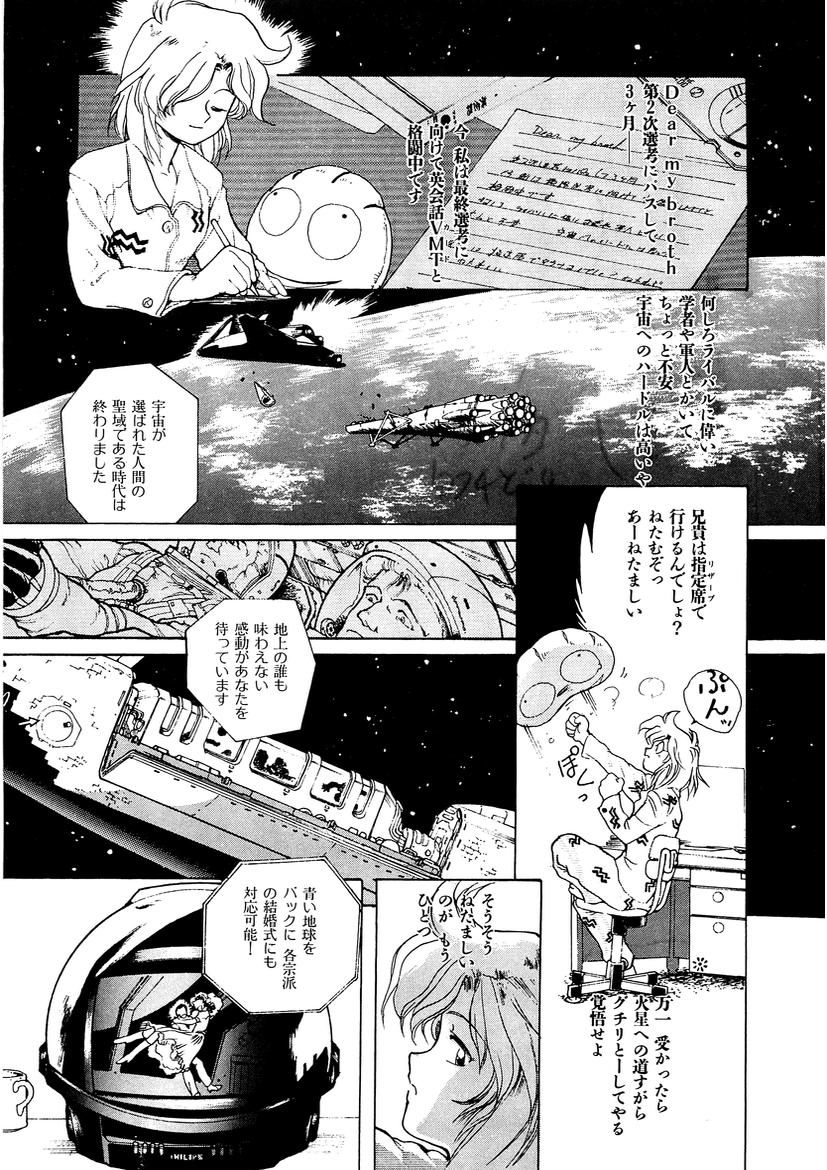 Dear my broth
第2次選考にパスして
3ヶ月――
今 私は最終選考に
向けて英会話VMTと
格闘中です
Dear my broth
何しろライバルに偉い
学者や軍人とかいて
ちょっと不安
宇宙へのハードルは高いや
宇宙が
選ばれた人間の
聖域である時代は
終わりました
兄貴は指定席で
リザーブ
行けるんでしょ?
ねたむぞっ
あーねたましい
ぷんっ
ぽくっ
地上の誰も
味わえない
感動があなたを
待っています
万一 受かったら
火星への道すがら
グチリとーしてやる
覚悟せよ
そうそう
ねたましい
のが もう
ひとつ
青い地球を
バックに 各宗派
の結婚式にも
対応可能!
PHILIPS